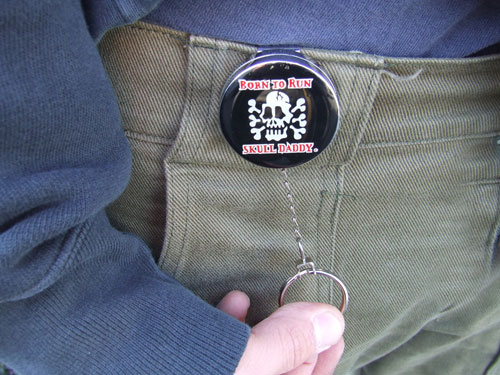 BORN TO RUN
SKULL DADDY.